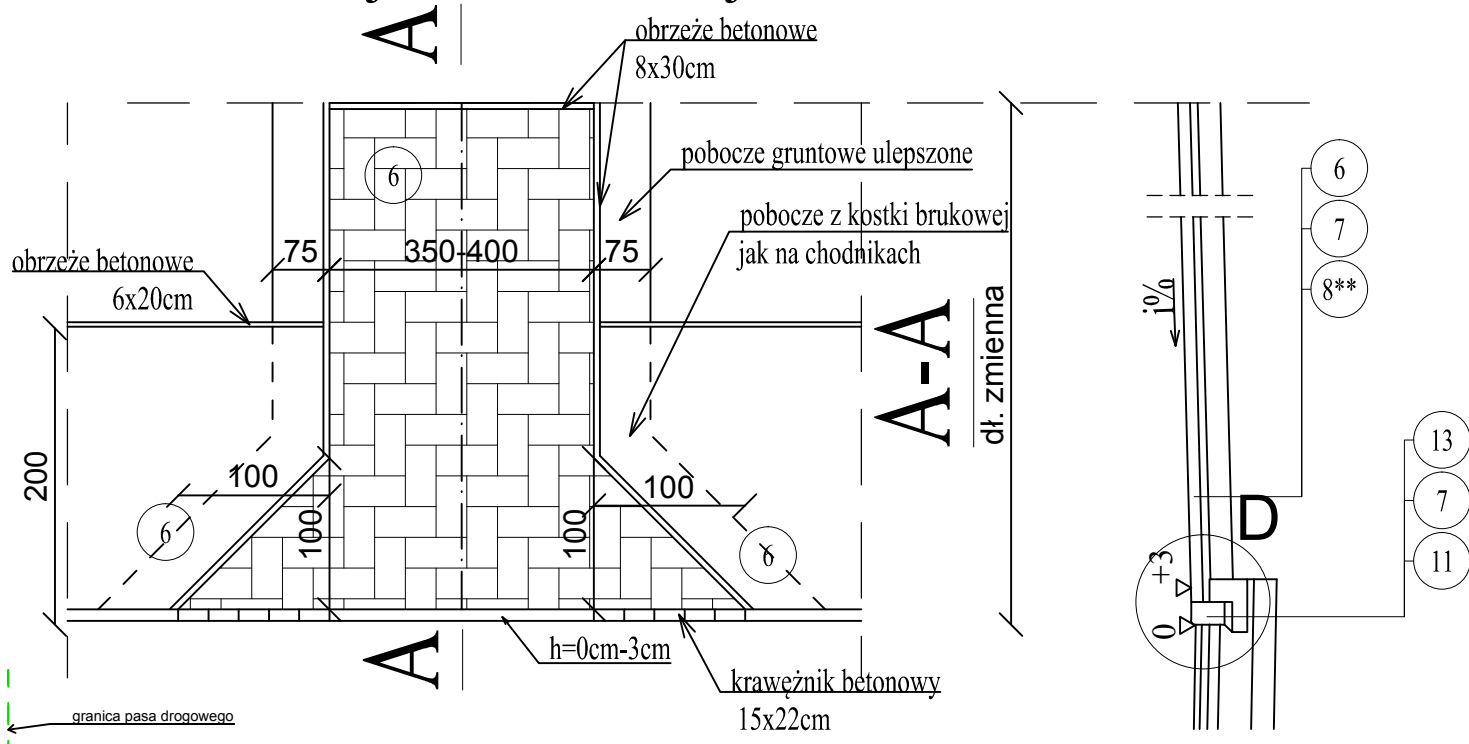 A
obrzeże betonowe
8x30cm
6
pobocze gruntowe ulepszone
pobocze z kostki brukowej
jak na chodnikach
75
350-400
75
obrzeże betonowe
6x20cm
6
7
8**
i%
A - A
dł. zmienna
200
100
100
100
100
6
6
D
13
7
11
+3
0
A
h=0cm-3cm
krawężnik betonowy
15x22cm
granica pasa drogowego